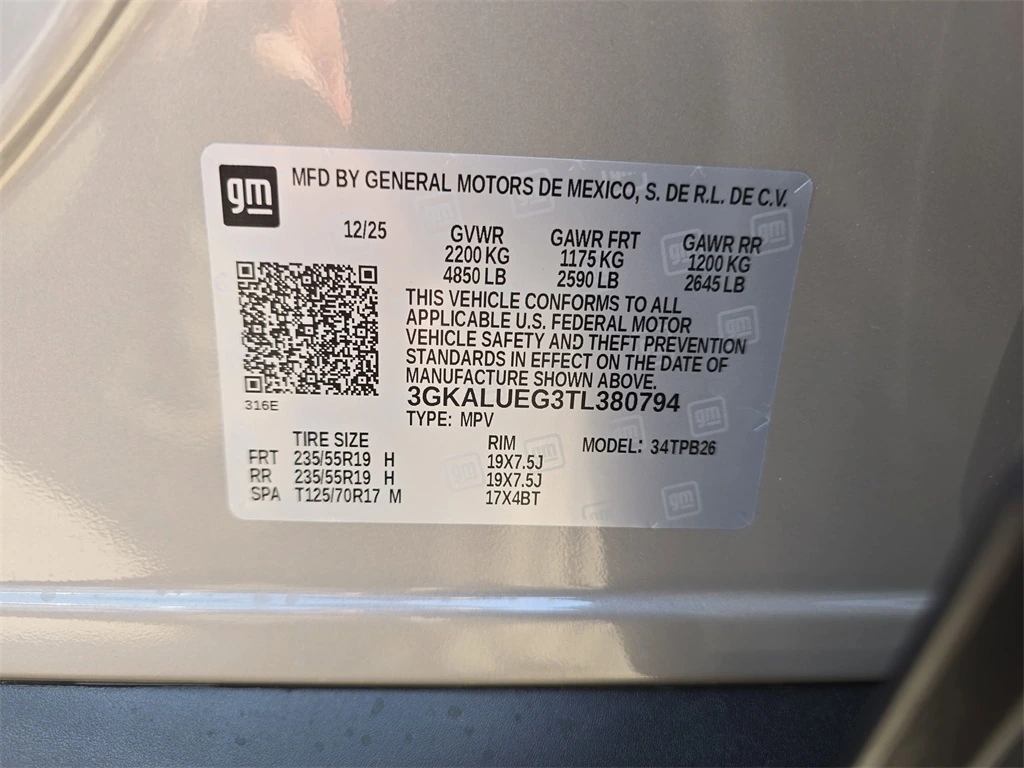 gm
MFD BY GENERAL MOTORS DE MEXICO, S. DE R.L. DE C.V.
12/25
GVWR GAWR FRT GAWR RR
2200 KG 1175 KG 1200 KG
4850 LB 2590 LB 2645 LB
THIS VEHICLE CONFORMS TO ALL
APPLICABLE U.S. FEDERAL MOTOR
VEHICLE SAFETY AND THEFT PREVENTION
STANDARDS IN EFFECT ON THE DATE OF
MANUFACTURE SHOWN ABOVE.
316E
3GKALUEG3TL380794
TYPE: MPV
TIRE SIZE RIM MODEL: 34TPB26
FRT 235/55R19 H 19X7.5J
RR 235/55R19 H 19X7.5J
SPA T125/70R17 M 17X4BT